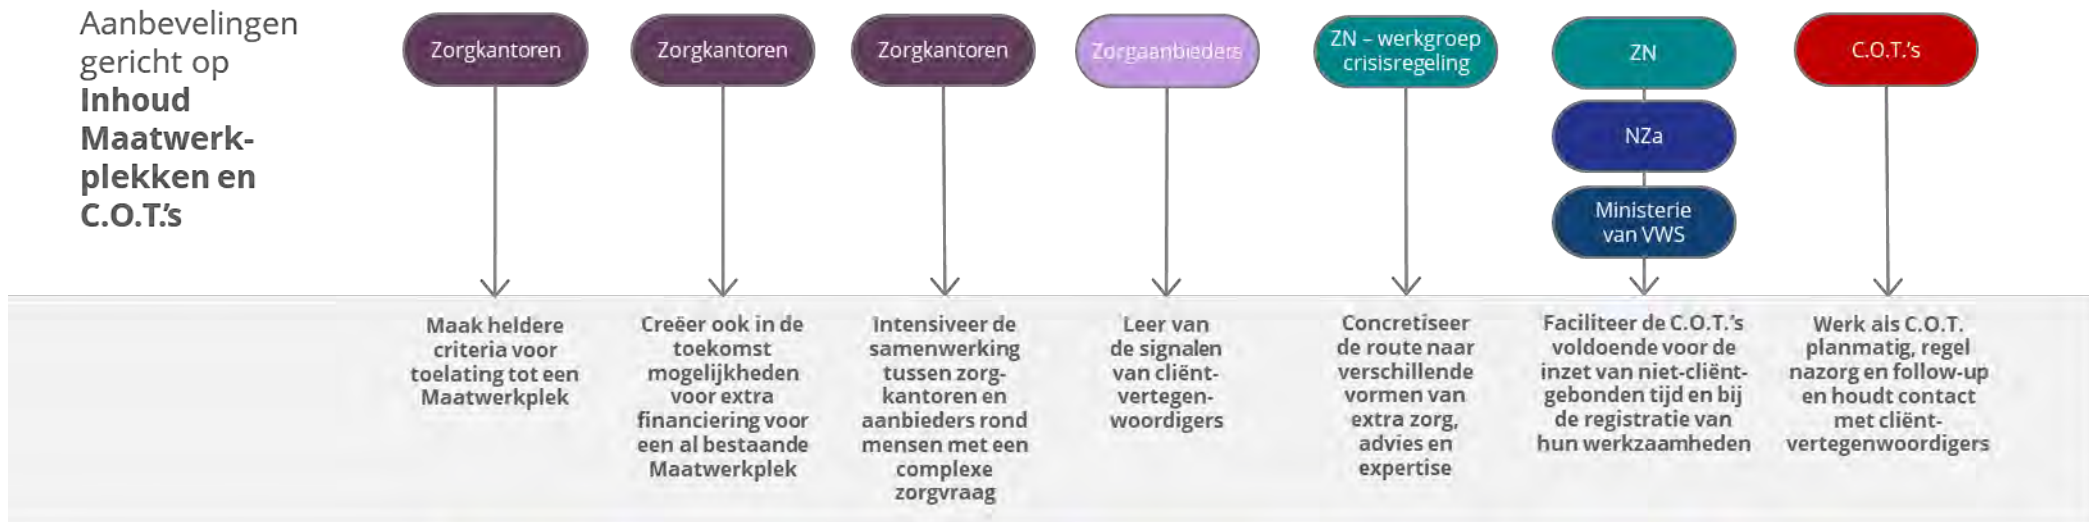 Aanbevelingen
gericht op
Inhoud
Maatwerk-
plekken en
C.O.T.'s
Zorgkantoren
Maak heldere
criteria voor
toelating tot een
Maatwerkplek
Zorgkantoren
Creëer ook in de
toekomst
mogelijkheden
voor extra
financiering voor
een al bestaande
Maatwerkplek
Zorgkantoren
Intensiveer de
samenwerking
tussen zorg-
kantoren en
aanbieders rond
mensen met een
complexe
zorgvraag
Zorgaanbieders
Leer van
de signalen
van cliënt-
vertegen-
woordigers
ZN – werkgroep
crisisregeling
Concretiseer
de route naar
verschillende
vormen van
extra zorg,
advies en
expertise
ZN
NZa
Ministerie
van VWS
Faciliteer de C.O.T.'s
voldoende voor de
inzet van niet-cliënt-
gebonden tijd en bij
de registratie van
hun werkzaamheden
C.O.T.'s
Werk als C.O.T.
planmatig, regel
nazorg en follow-up
en houdt contact
met cliënt-
vertegenwoordigers